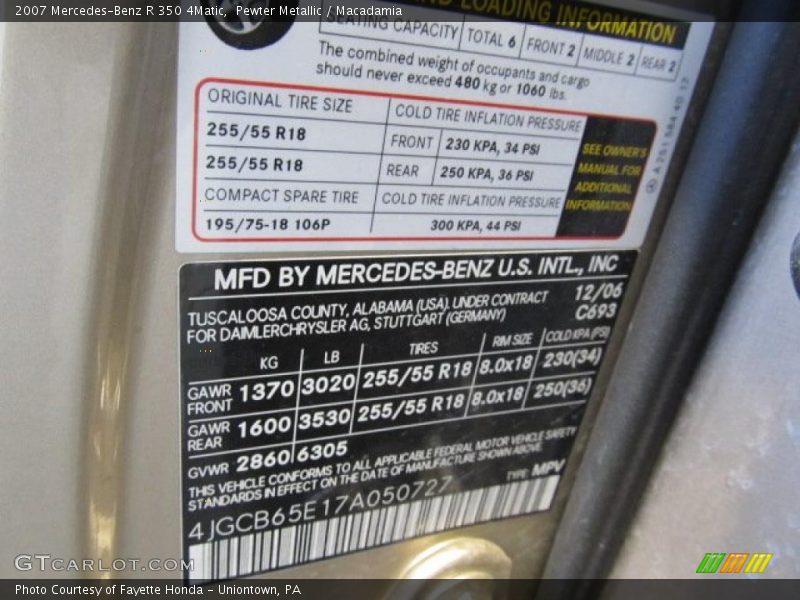 2007 Mercedes-Benz R 350 4Matic, Pewter Metallic / Macadamia
LOADING INFORMATION
SEATING CAPACITY TOTAL 6 FRONT 2 MIDDLE 2 REAR 2
The combined weight of occupants and cargo
should never exceed 480 kg or 1060 lbs.
ORIGINAL TIRE SIZE COLD TIRE INFLATION PRESSURE
255/55 R18 FRONT 230 KPA, 34 PSI
255/55 R18 REAR 250 KPA, 36 PSI
COMPACT SPARE TIRE COLD TIRE INFLATION PRESSURE
195/75-18 106P 300 KPA, 44 PSI
SEE OWNER'S
MANUAL FOR
ADDITIONAL
INFORMATION
MFD BY MERCEDES-BENZ U.S. INTL., INC
TUSCALOOSA COUNTY, ALABAMA (USA). UNDER CONTRACT 12/06
FOR DAIMLERCHRYSLER AG, STUTTGART (GERMANY) C693
KG LB TIRES RIM SIZE COLD KPA (PSI)
GAWR FRONT 1370 3020 255/55 R18 8.0x18 230(34)
GAWR REAR 1600 3530 255/55 R18 8.0x18 250(36)
GVWR 2860 6305
THIS VEHICLE CONFORMS TO ALL APPLICABLE FEDERAL MOTOR VEHICLE SAFETY
STANDARDS IN EFFECT ON THE DATE OF MANUFACTURE SHOWN ABOVE.
TYPE: MPV
4JGCB65E17A050727
GTCARLOT.COM
Photo Courtesy of Fayette Honda - Uniontown, PA